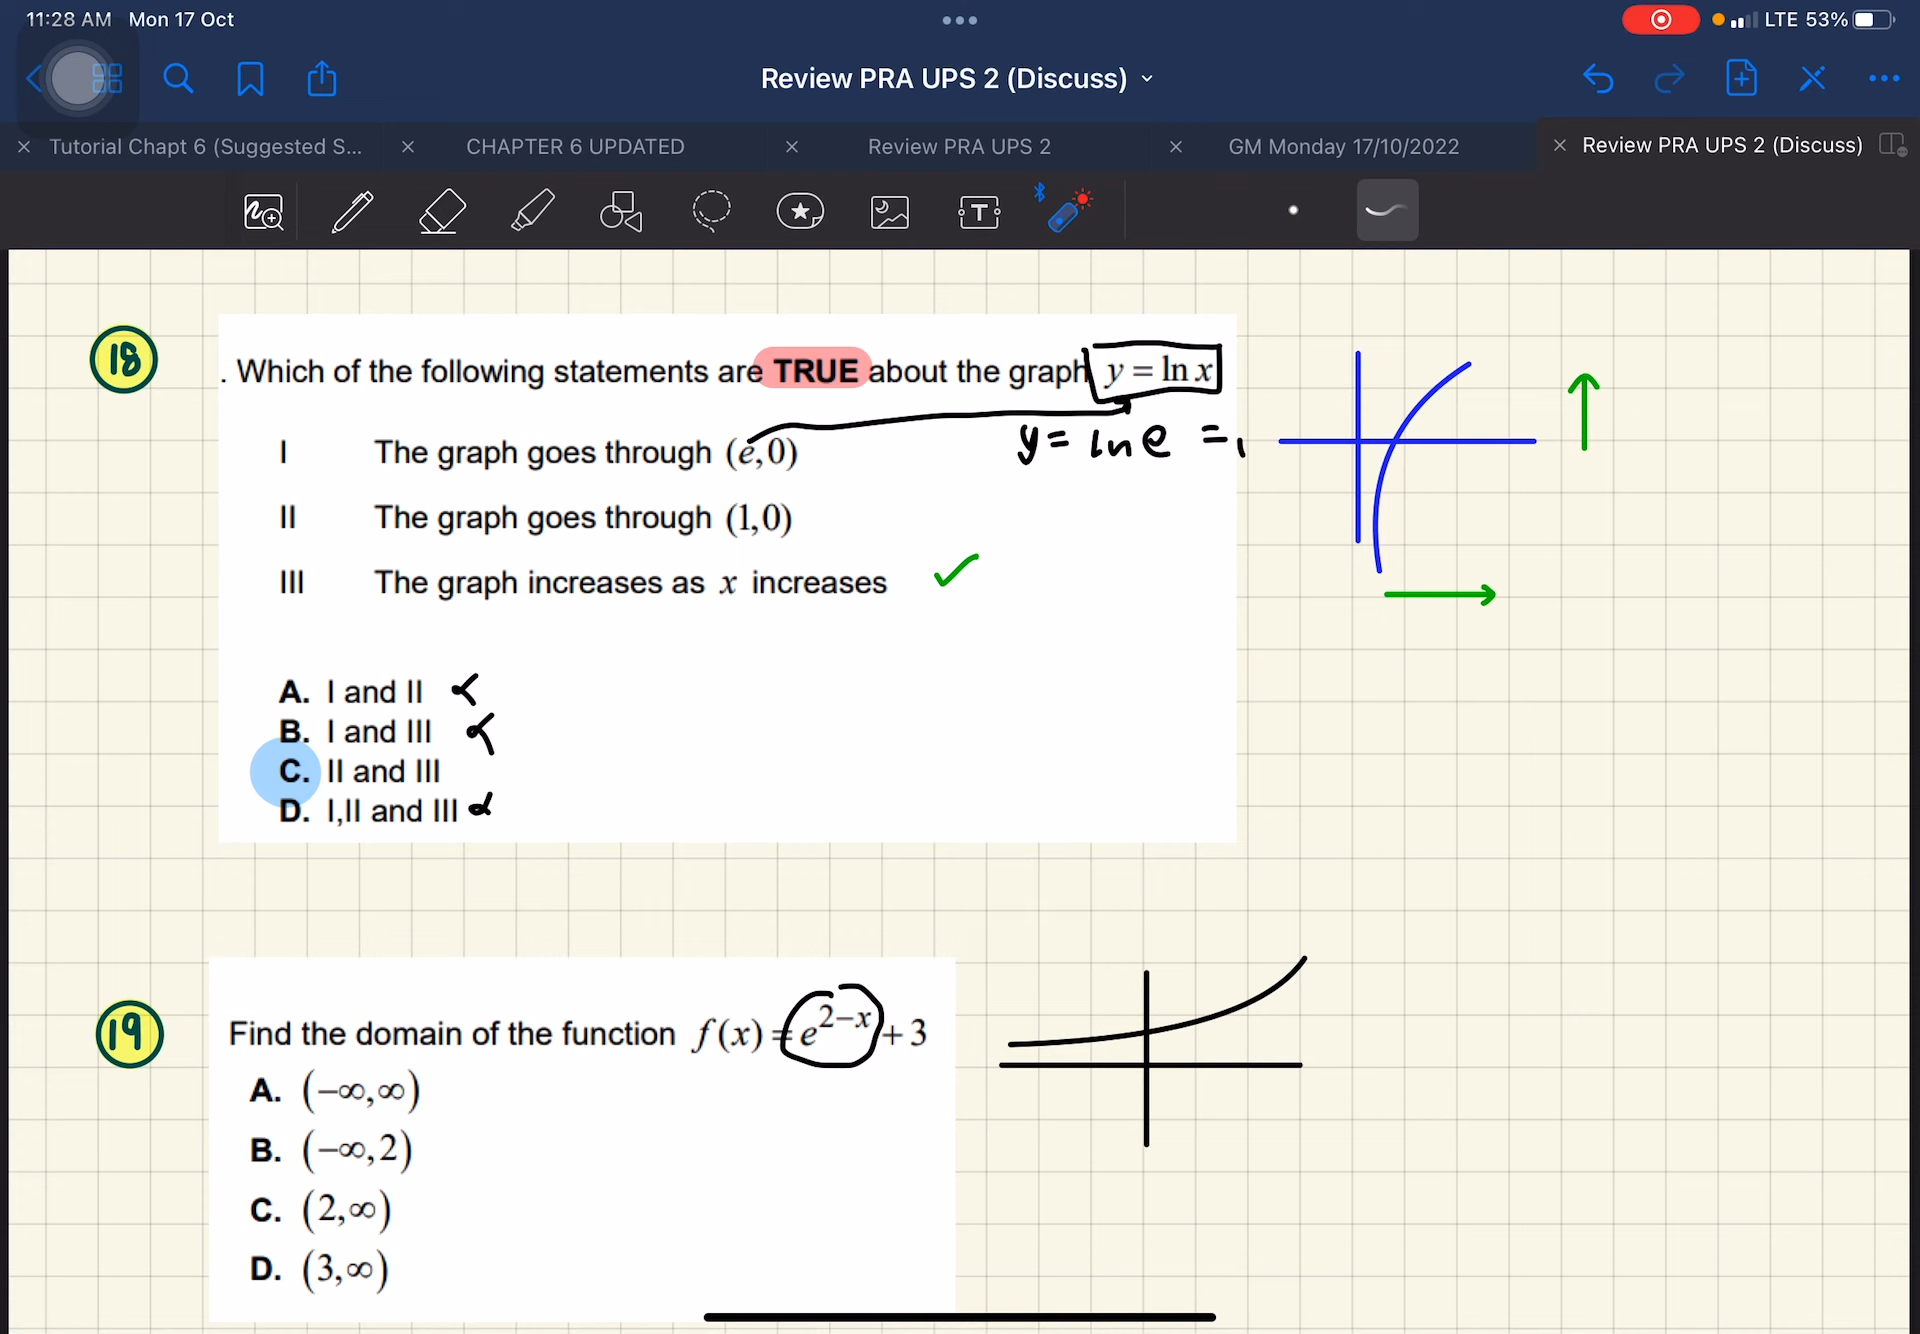 11:28 AM Mon 17 Oct
LTE 53%
Review PRA UPS 2 (Discuss)
Tutorial Chapt 6 (Suggested S...
CHAPTER 6 UPDATED
Review PRA UPS 2
GM Monday 17/10/2022
Review PRA UPS 2 (Discuss)
18
. Which of the following statements are TRUE about the graph y = ln x
I The graph goes through (e,0)
y = ln e = 1
II The graph goes through (1,0)
III The graph increases as x increases ✓
A. I and II
B. I and III
C. II and III
D. I,II and III
19
Find the domain of the function f(x) = e^{2−x} + 3
A. (−∞,∞)
B. (−∞,2)
C. (2,∞)
D. (3,∞)